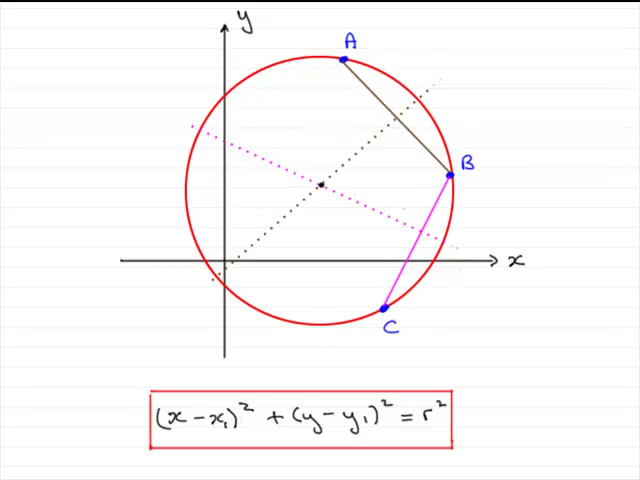 y
A
B
x
C
(x - x₁)² + (y - y₁)² = r²